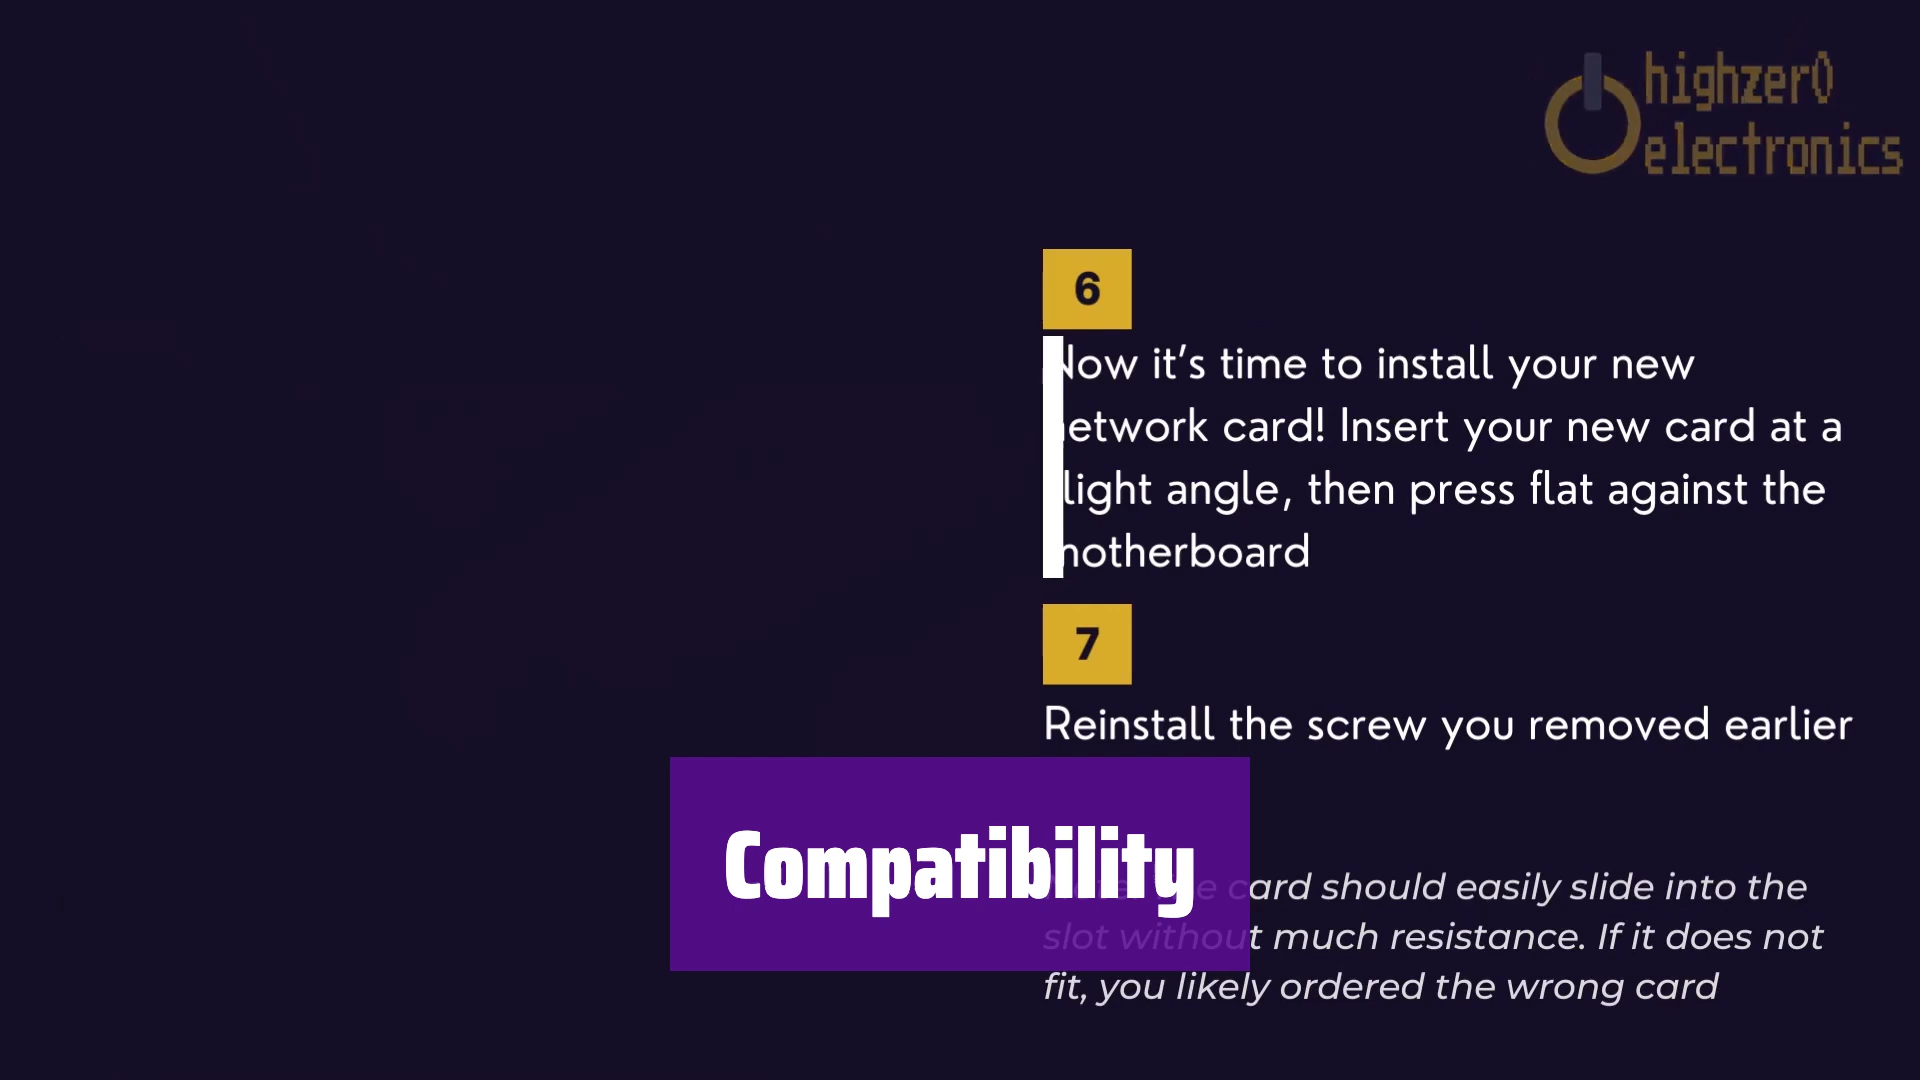 highzer0
electronics
6
Now it's time to install your new
network card! Insert your new card at a
slight angle, then press flat against the
motherboard
7
Reinstall the screw you removed earlier
Compatibility
card should easily slide into the
slot without much resistance. If it does not
fit, you likely ordered the wrong card